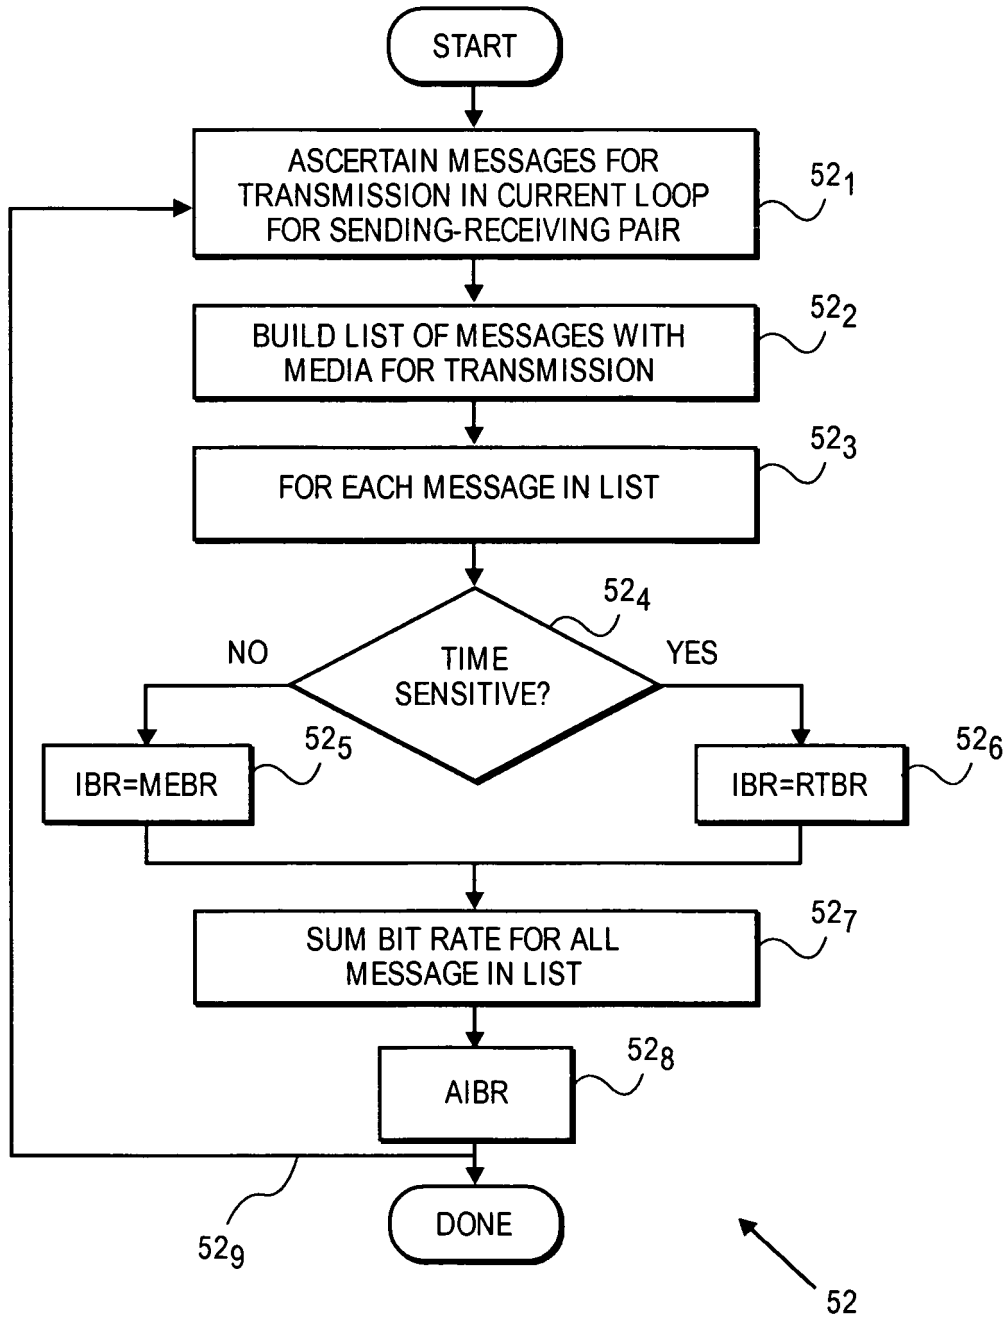 START
ASCERTAIN MESSAGES FOR
TRANSMISSION IN CURRENT LOOP
FOR SENDING-RECEIVING PAIR
52₁
BUILD LIST OF MESSAGES WITH
MEDIA FOR TRANSMISSION
52₂
FOR EACH MESSAGE IN LIST
52₃
TIME
SENSITIVE?
52₄
NO
YES
IBR=MEBR
52₅
IBR=RTBR
52₆
SUM BIT RATE FOR ALL
MESSAGE IN LIST
52₇
AIBR
52₈
DONE
52₉
52